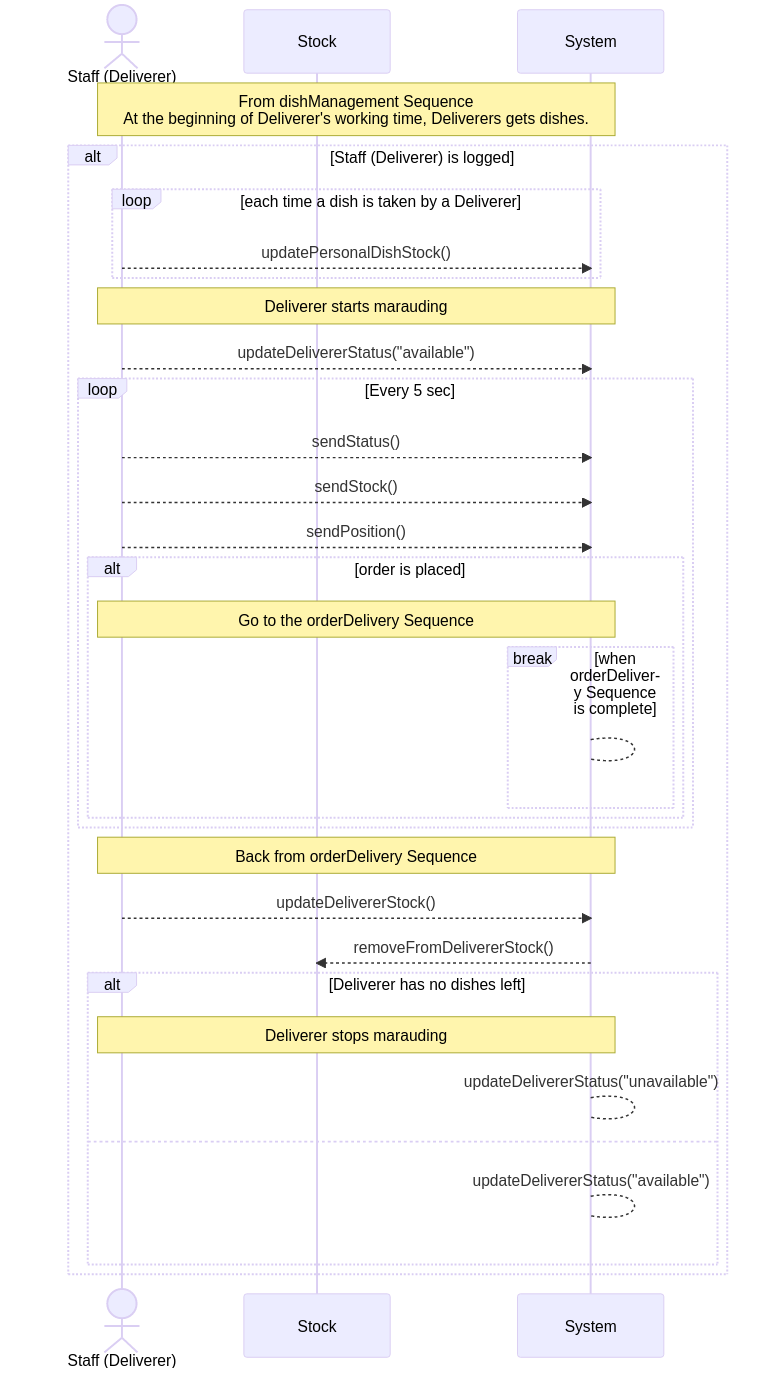 Staff (Deliverer)
Stock
System
From dishManagement Sequence
At the beginning of Deliverer's working time, Deliverers gets dishes.
alt
[Staff (Deliverer) is logged]
loop
[each time a dish is taken by a Deliverer]
updatePersonalDishStock()
Deliverer starts marauding
updateDelivererStatus("available")
loop
[Every 5 sec]
sendStatus()
sendStock()
sendPosition()
alt
[order is placed]
Go to the orderDelivery Sequence
break
[when
orderDeliver-
y Sequence
is complete]
Back from orderDelivery Sequence
updateDelivererStock()
removeFromDelivererStock()
alt
[Deliverer has no dishes left]
Deliverer stops marauding
updateDelivererStatus("unavailable")
updateDelivererStatus("available")
Staff (Deliverer)
Stock
System